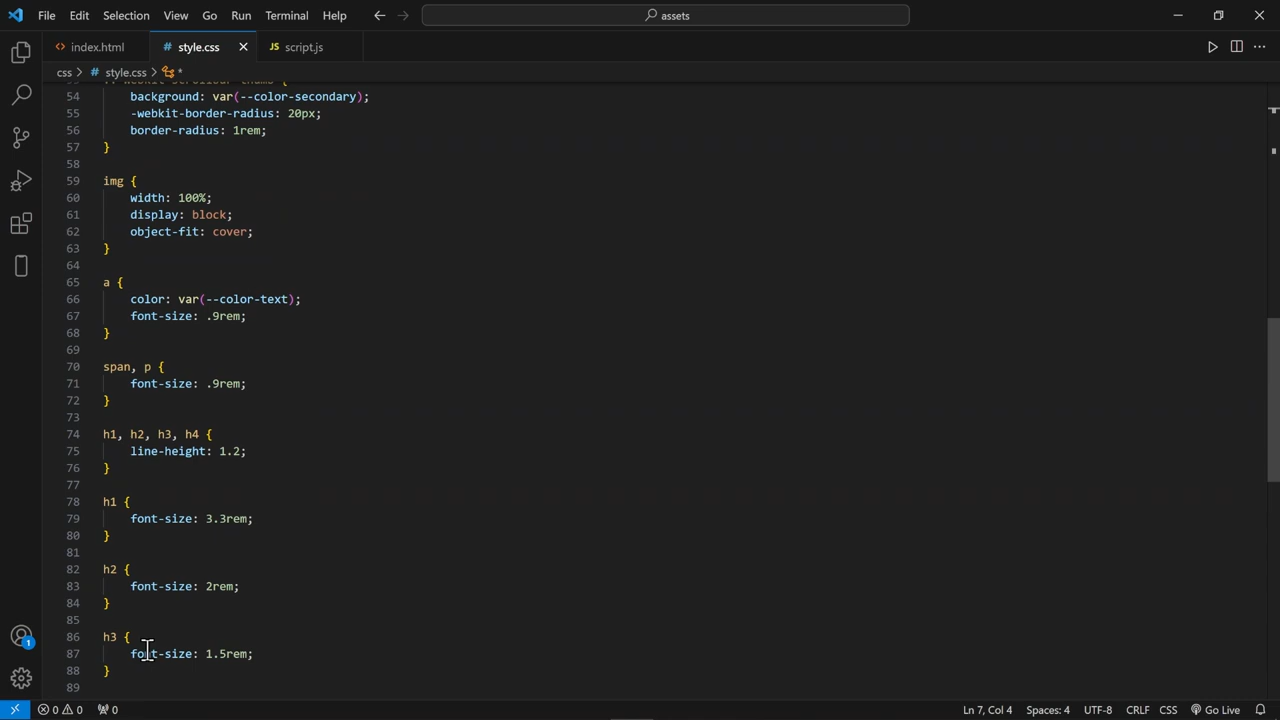 File Edit Selection View Go Run Terminal Help
assets
index.html
style.css
script.js
css > style.css > *
54 background: var(--color-secondary);
55 -webkit-border-radius: 20px;
56 border-radius: 1rem;
57 }
58
59 img {
60 width: 100%;
61 display: block;
62 object-fit: cover;
63 }
64
65 a {
66 color: var(--color-text);
67 font-size: .9rem;
68 }
69
70 span, p {
71 font-size: .9rem;
72 }
73
74 h1, h2, h3, h4 {
75 line-height: 1.2;
76 }
77
78 h1 {
79 font-size: 3.3rem;
80 }
81
82 h2 {
83 font-size: 2rem;
84 }
85
86 h3 {
87 font-size: 1.5rem;
88 }
89
1
0 0 0 Ln 7, Col 4 Spaces: 4 UTF-8 CRLF CSS Go Live